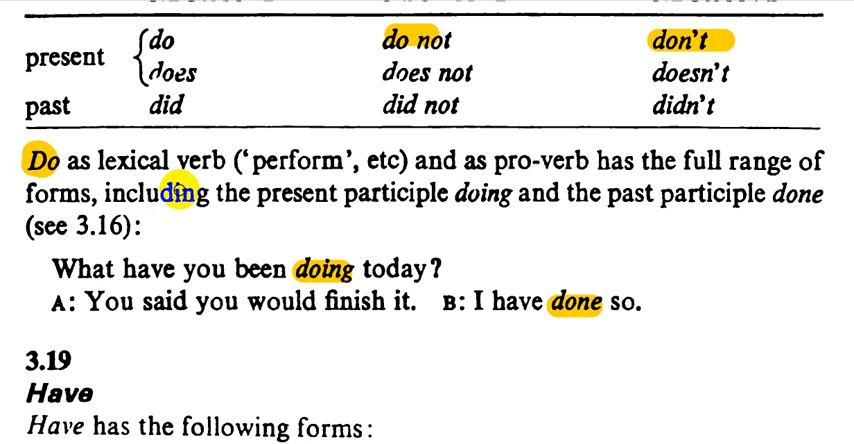 present do do not don't
does does not doesn't
past did did not didn't
Do as lexical verb ('perform', etc) and as pro-verb has the full range of
forms, including the present participle doing and the past participle done
(see 3.16):
What have you been doing today?
A: You said you would finish it. B: I have done so.
3.19
Have
Have has the following forms: